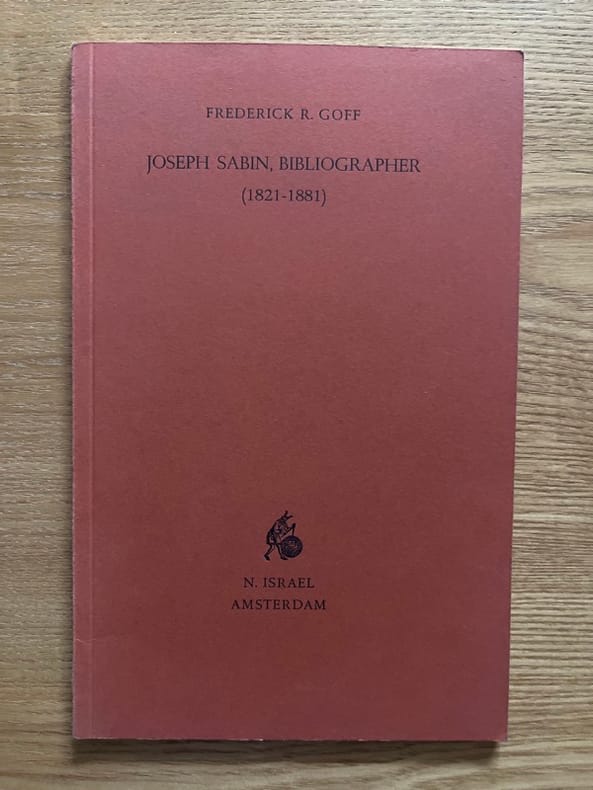 FREDERICK R. GOFF
JOSEPH SABIN, BIBLIOGRAPHER
(1821-1881)
N. ISRAEL
AMSTERDAM